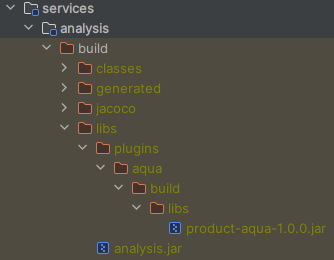 services
analysis
build
classes
generated
jacoco
libs
plugins
aqua
build
libs
product-aqua-1.0.0.jar
analysis.jar